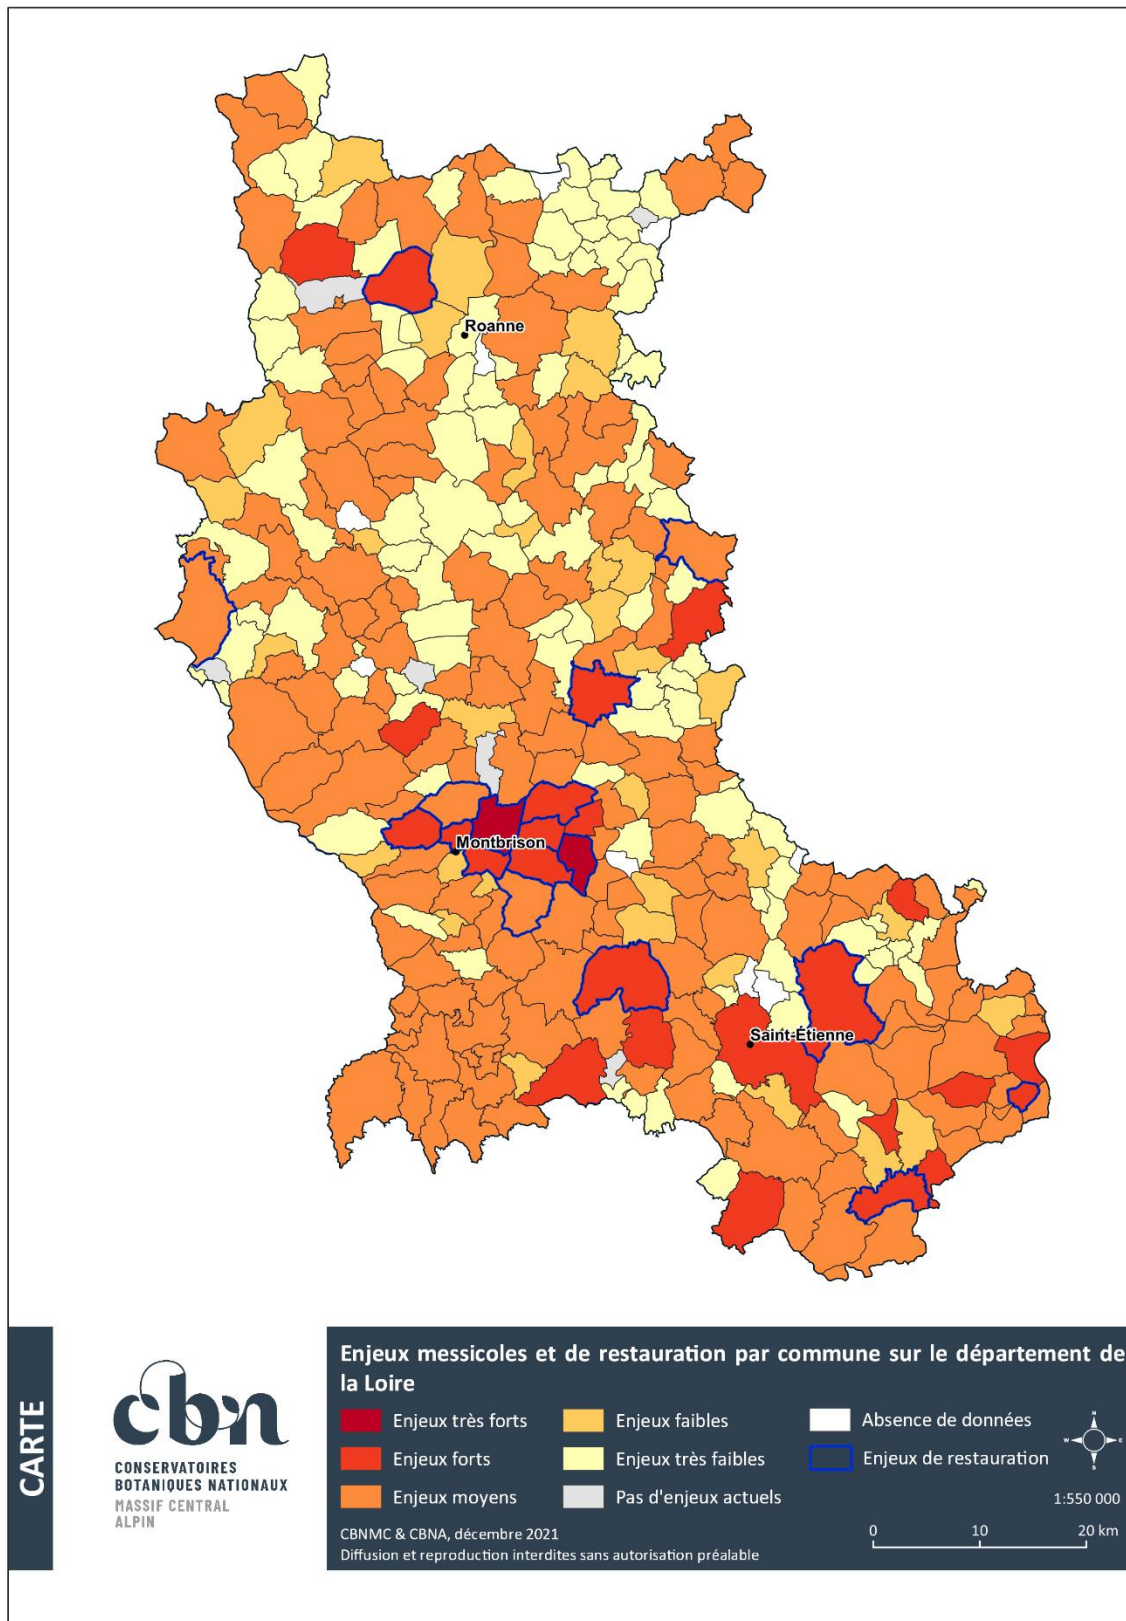 Roanne
Montbrison
Saint-Étienne
CARTE
cbn
CONSERVATOIRES
BOTANIQUES NATIONAUX
MASSIF CENTRAL
ALPIN
Enjeux messicoles et de restauration par commune sur le département de
la Loire
Enjeux très forts
Enjeux faibles
Absence de données
Enjeux forts
Enjeux très faibles
Enjeux de restauration
Enjeux moyens
Pas d'enjeux actuels
N
W
E
S
1:550 000
CBNMC & CBNA, décembre 2021
Diffusion et reproduction interdites sans autorisation préalable
0 10 20 km